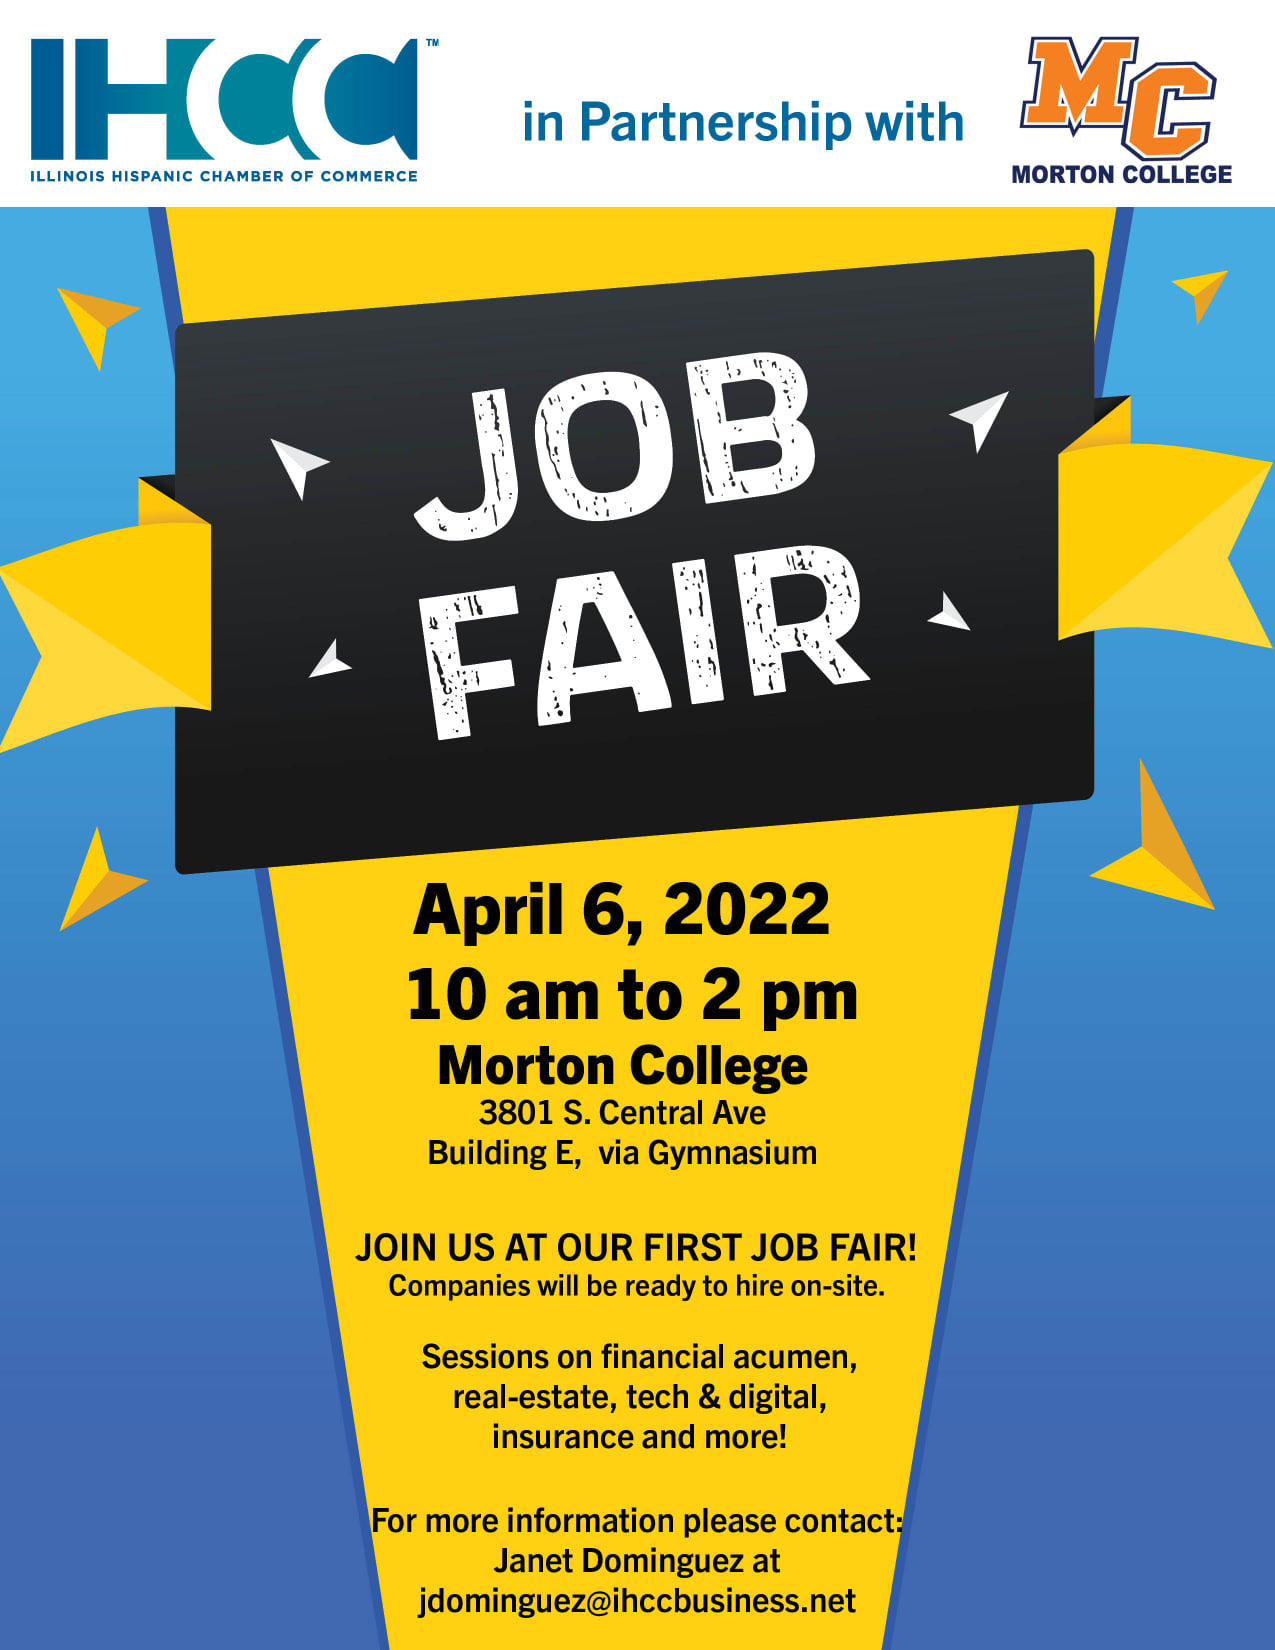 IHCC™
ILLINOIS HISPANIC CHAMBER OF COMMERCE
in Partnership with
MC
MORTON COLLEGE
JOB
FAIR
April 6, 2022
10 am to 2 pm
Morton College
3801 S. Central Ave
Building E, via Gymnasium
JOIN US AT OUR FIRST JOB FAIR!
Companies will be ready to hire on-site.
Sessions on financial acumen,
real-estate, tech & digital,
insurance and more!
For more information please contact:
Janet Dominguez at
jdominguez@ihccbusiness.net